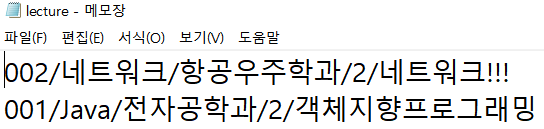 lecture - 메모장
파일(F) 편집(E) 서식(O) 보기(V) 도움말
002/네트워크/항공우주학과/2/네트워크!!!
001/Java/전자공학과/2/객체지향프로그래밍